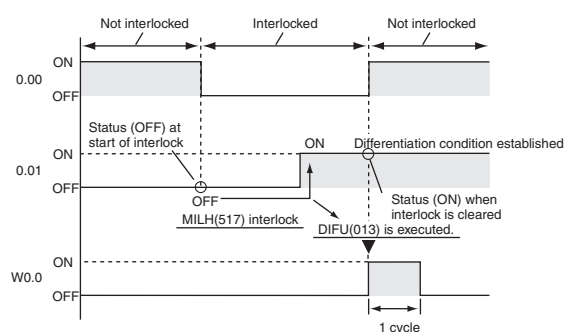 Not interlocked
Interlocked
Not interlocked
0.00
ON
OFF
Status (OFF) at
start of interlock
ON
Differentiation condition established
0.01
ON
OFF
OFF
Status (ON) when
interlock is cleared
MILH(517) interlock
DIFU(013) is executed.
W0.0
ON
OFF
1 cycle